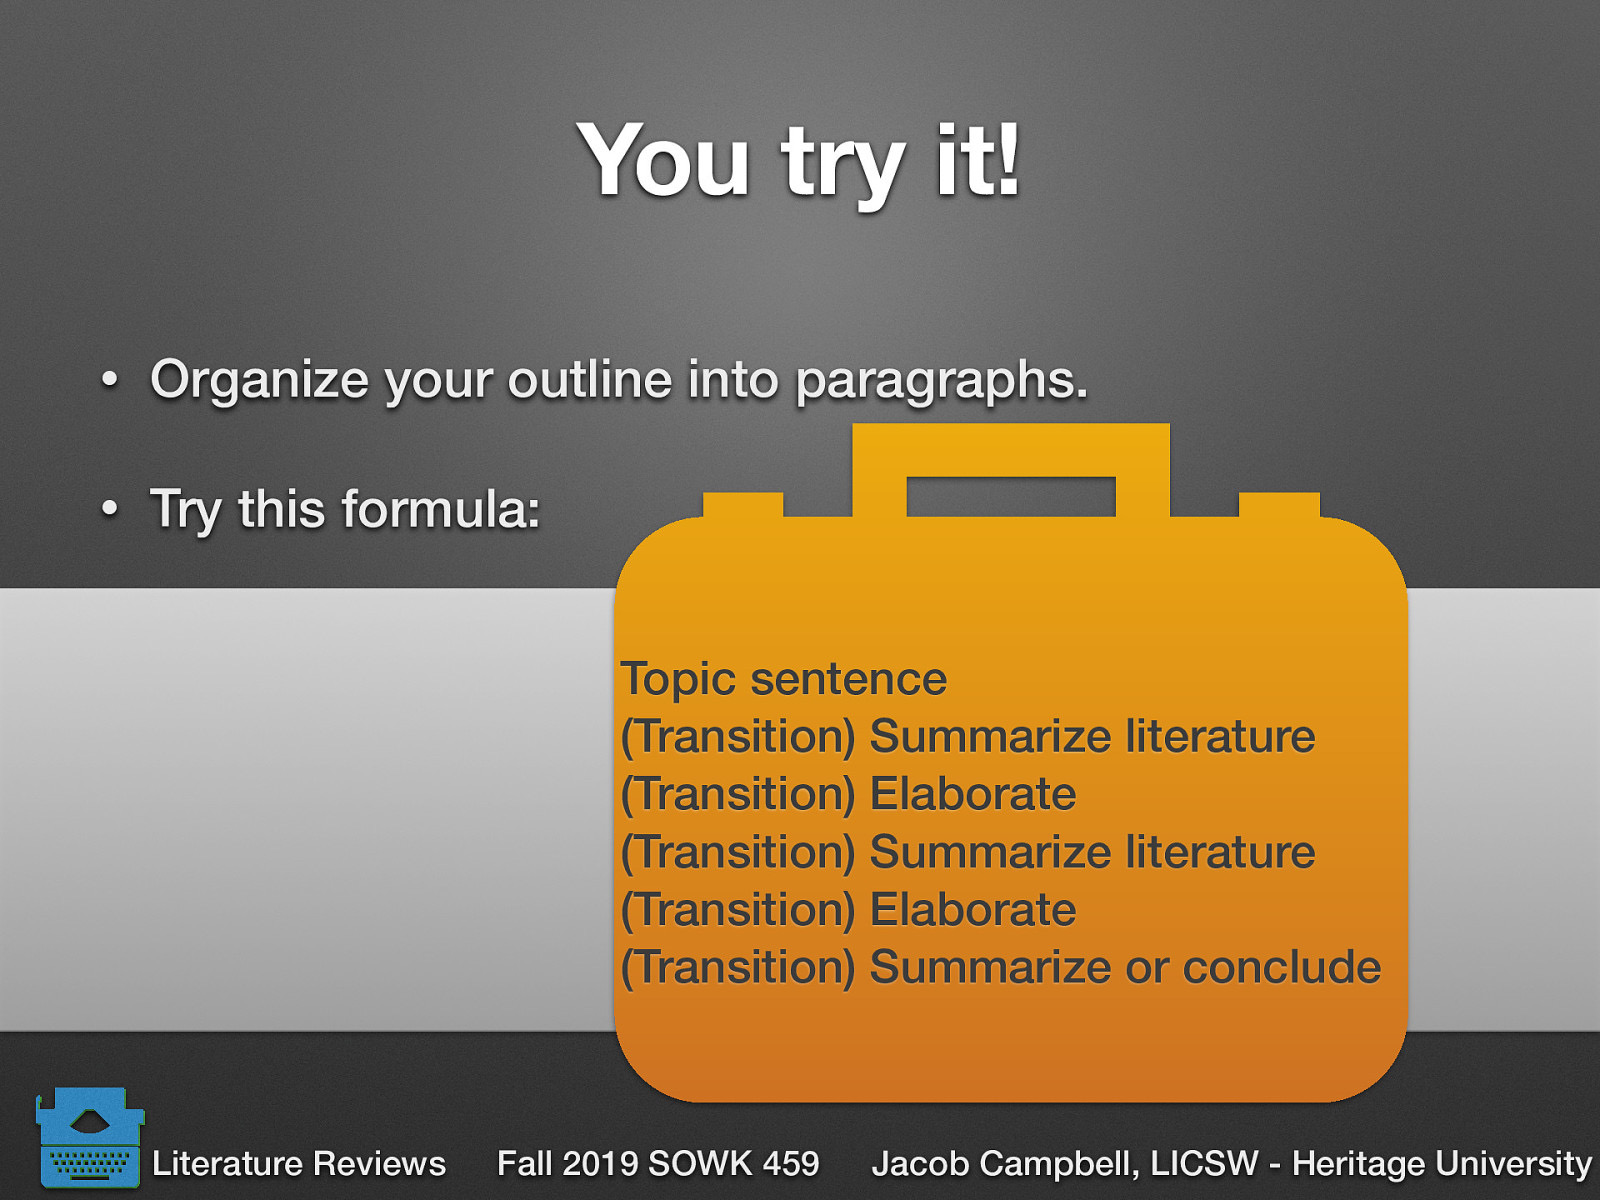 You try it!
• Organize your outline into paragraphs.
• Try this formula:
Topic sentence
(Transition) Summarize literature
(Transition) Elaborate
(Transition) Summarize literature
(Transition) Elaborate
(Transition) Summarize or conclude
Literature Reviews Fall 2019 SOWK 459 Jacob Campbell, LICSW - Heritage University